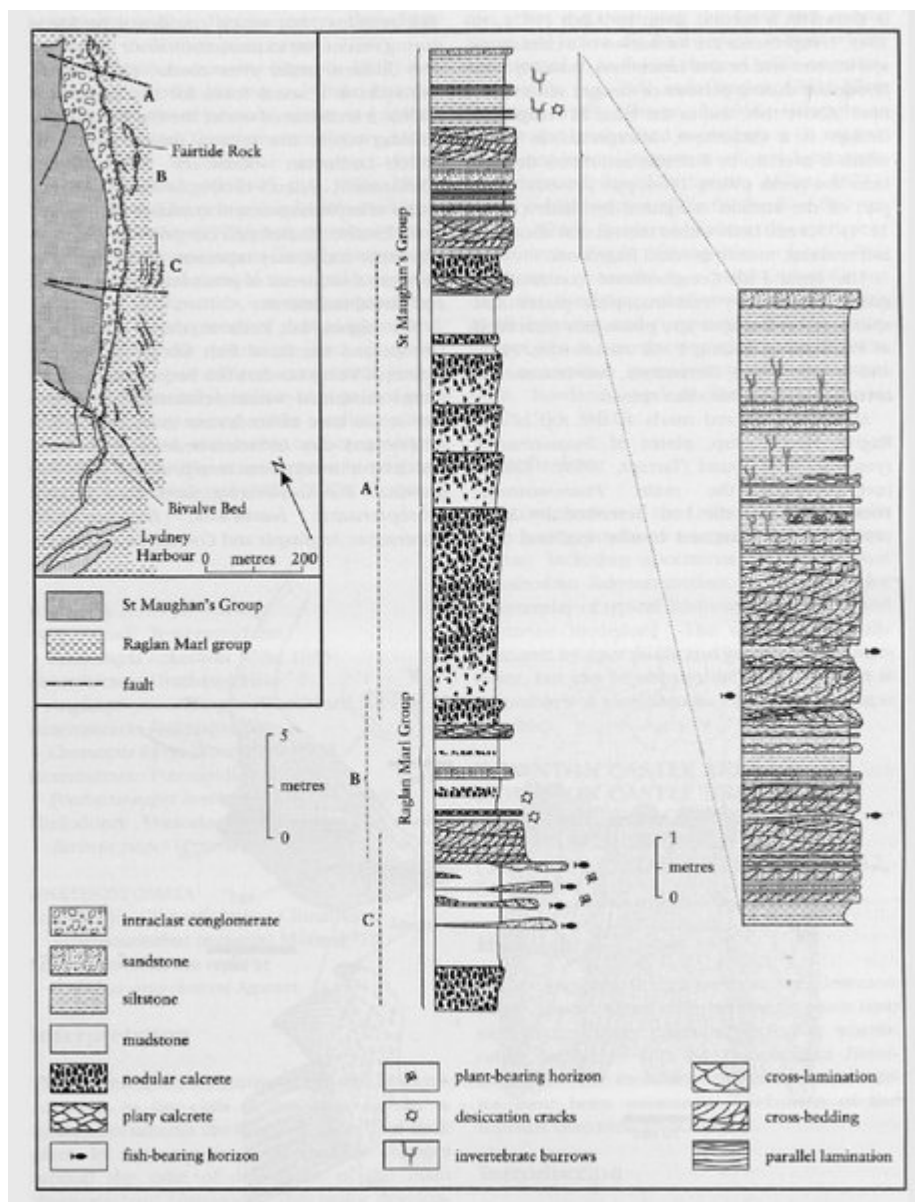 A
Fairtide Rock
B
C
N
Bivalve Bed
Lydney
Harbour
0 metres 200
St Maughan's Group
Raglan Marl group
fault
5
metres
0
St Maughan's Group
A
Raglan Marl Group
B
C
1
metres
0
intraclast conglomerate
sandstone
siltstone
mudstone
nodular calcrete
platy calcrete
fish-bearing horizon
plant-bearing horizon
desiccation cracks
invertebrate burrows
cross-lamination
cross-bedding
parallel lamination